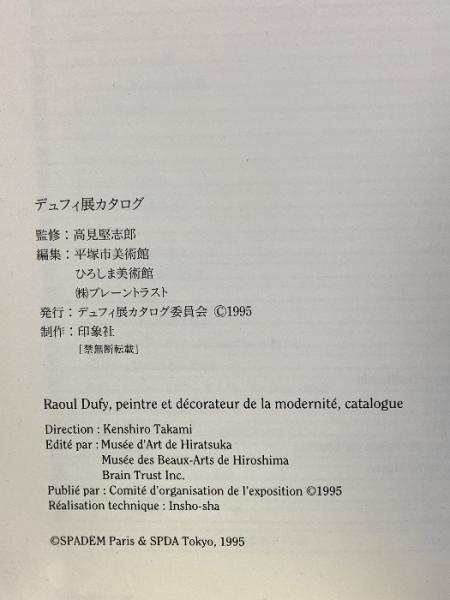 デュフィ展カタログ
監修：高見堅志郎
編集：平塚市美術館
ひろしま美術館
㈱ブレーントラスト
発行：デュフィ展カタログ委員会 ©1995
制作：印象社
［禁無断転載］
Raoul Dufy, peintre et décorateur de la modernité, catalogue
Direction : Kenshiro Takami
Edité par : Musée d'Art de Hiratsuka
Musée des Beaux-Arts de Hiroshima
Brain Trust Inc.
Publié par : Comité d'organisation de l'exposition ©1995
Réalisation technique : Insho-sha
©SPADEM Paris & SPDA Tokyo, 1995